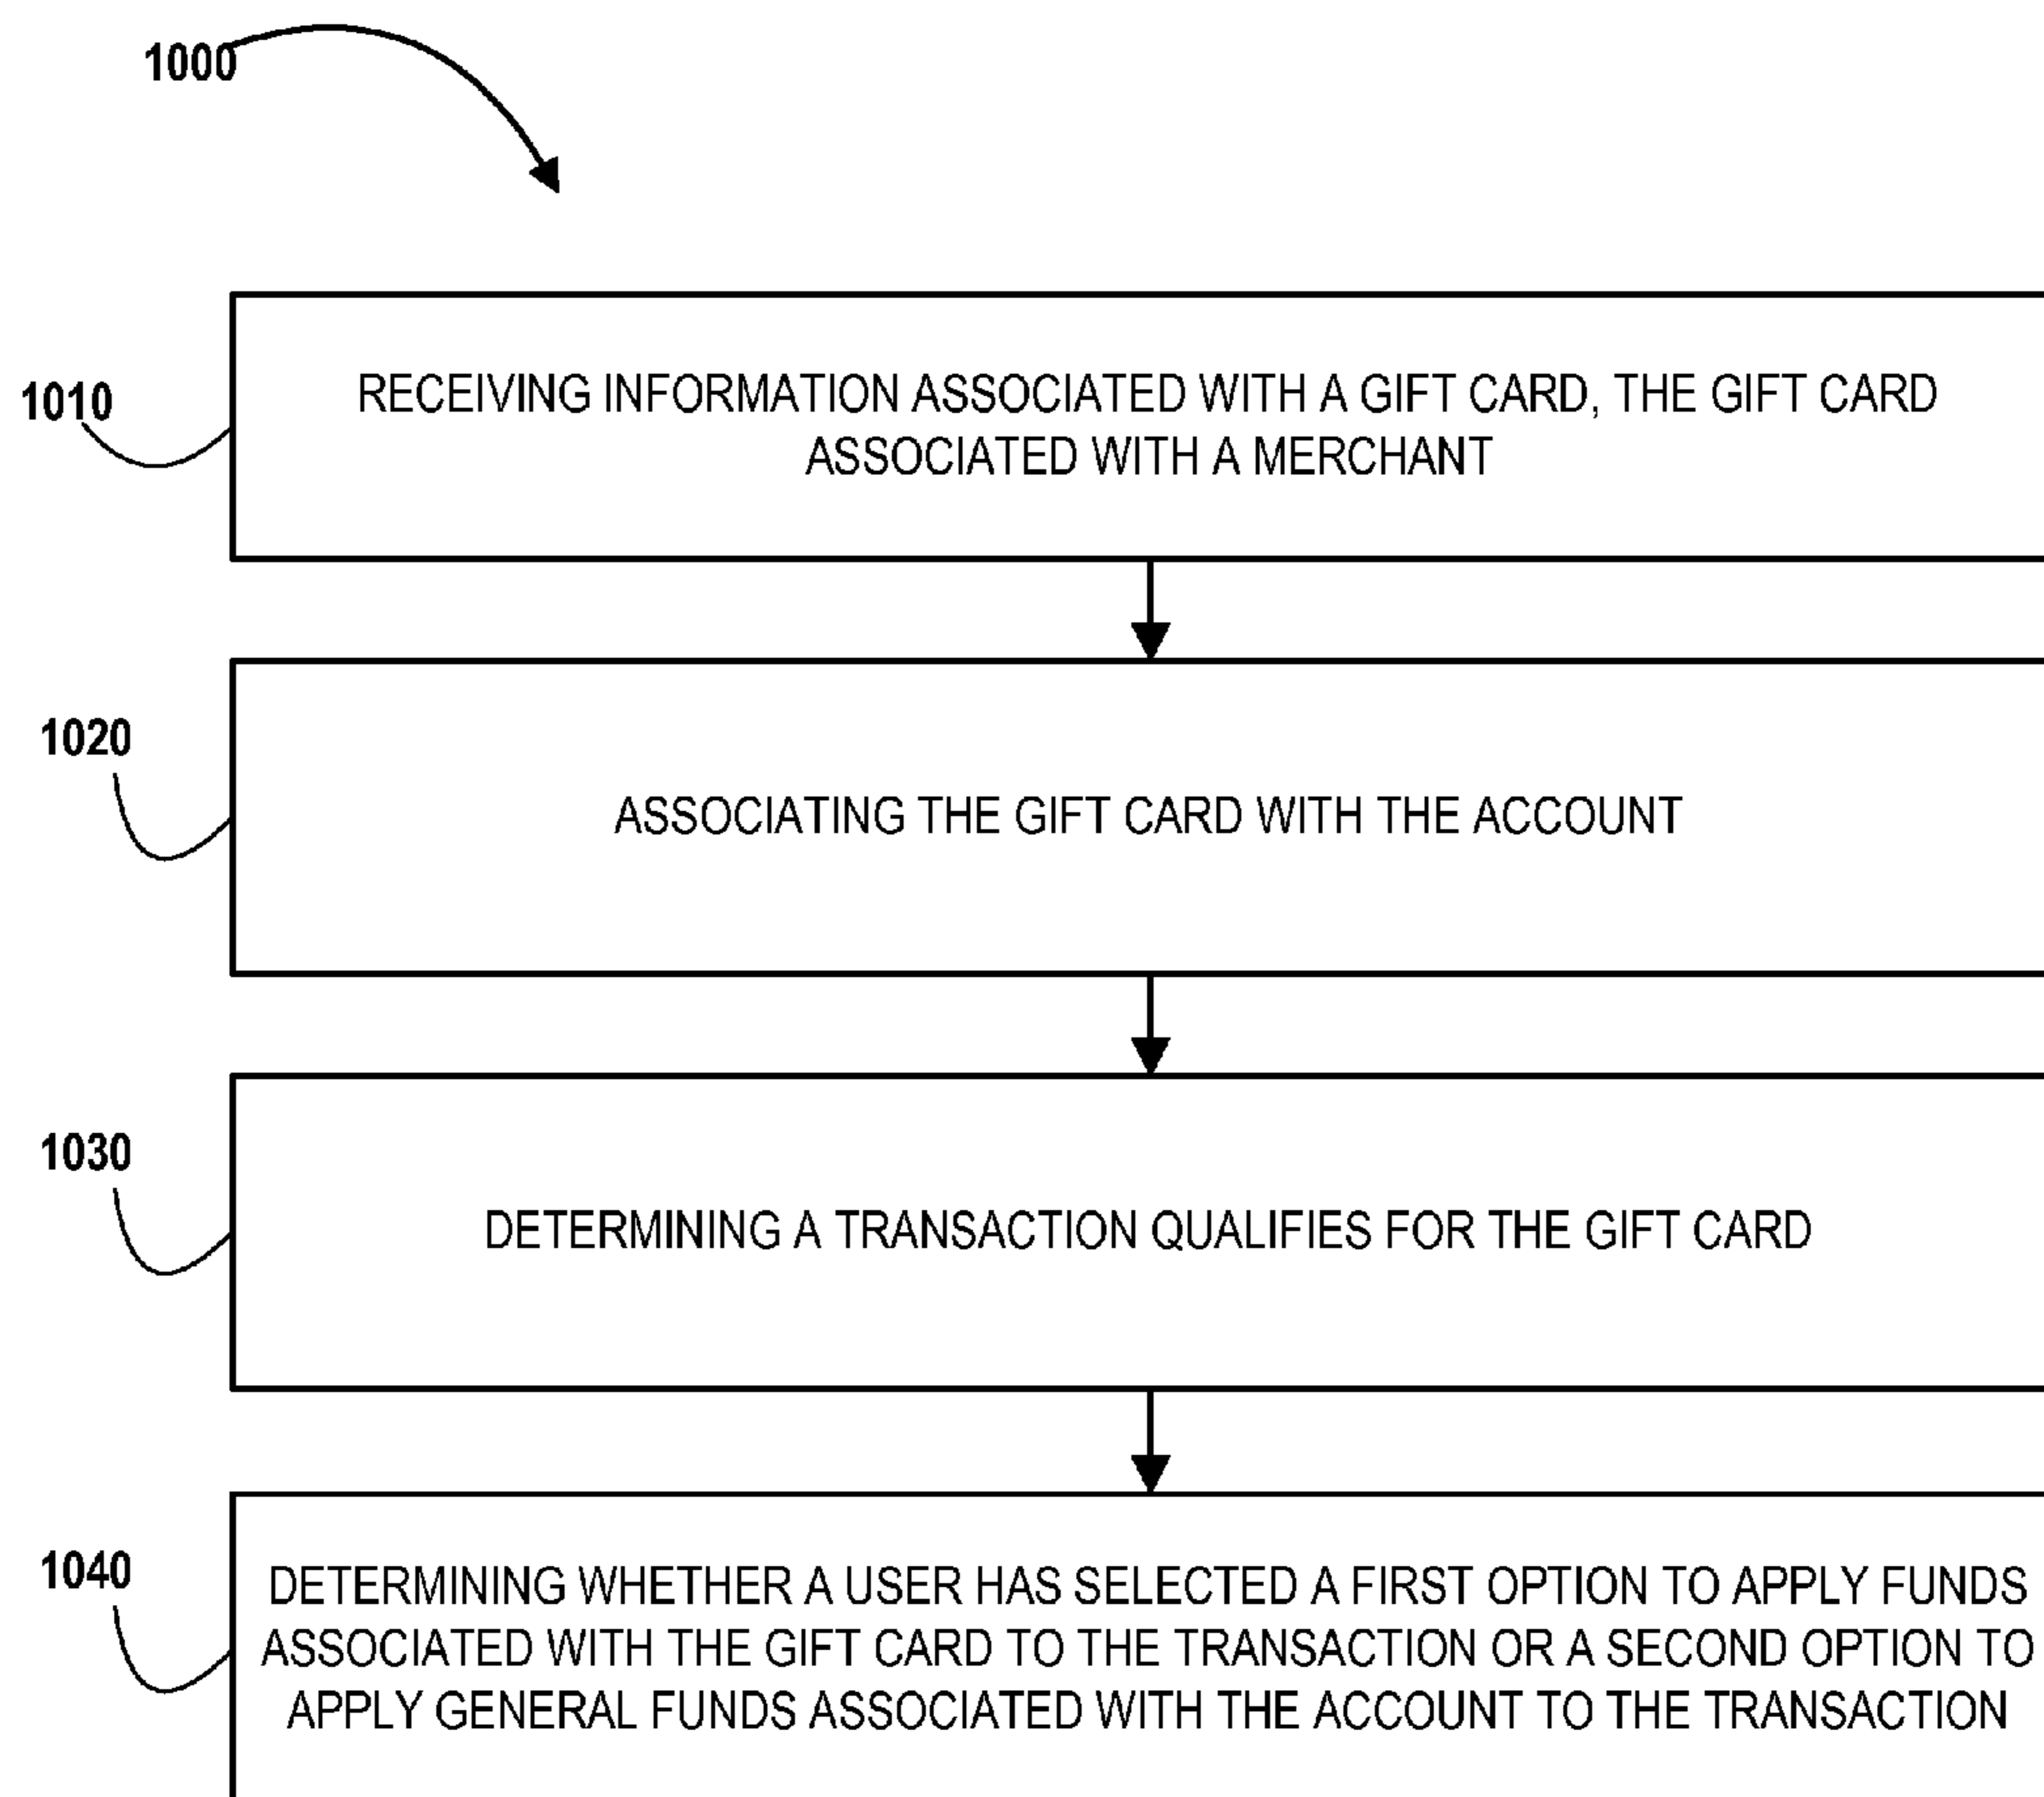 1000
1010
RECEIVING INFORMATION ASSOCIATED WITH A GIFT CARD, THE GIFT CARD
ASSOCIATED WITH A MERCHANT
1020
ASSOCIATING THE GIFT CARD WITH THE ACCOUNT
1030
DETERMINING A TRANSACTION QUALIFIES FOR THE GIFT CARD
1040
DETERMINING WHETHER A USER HAS SELECTED A FIRST OPTION TO APPLY FUNDS
ASSOCIATED WITH THE GIFT CARD TO THE TRANSACTION OR A SECOND OPTION TO
APPLY GENERAL FUNDS ASSOCIATED WITH THE ACCOUNT TO THE TRANSACTION